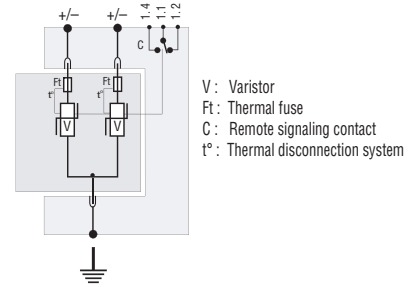 +/– +/– 1.4 1.1 1.2
C
Ft Ft
t° t°
V V
V : Varistor
Ft : Thermal fuse
C : Remote signaling contact
t° : Thermal disconnection system